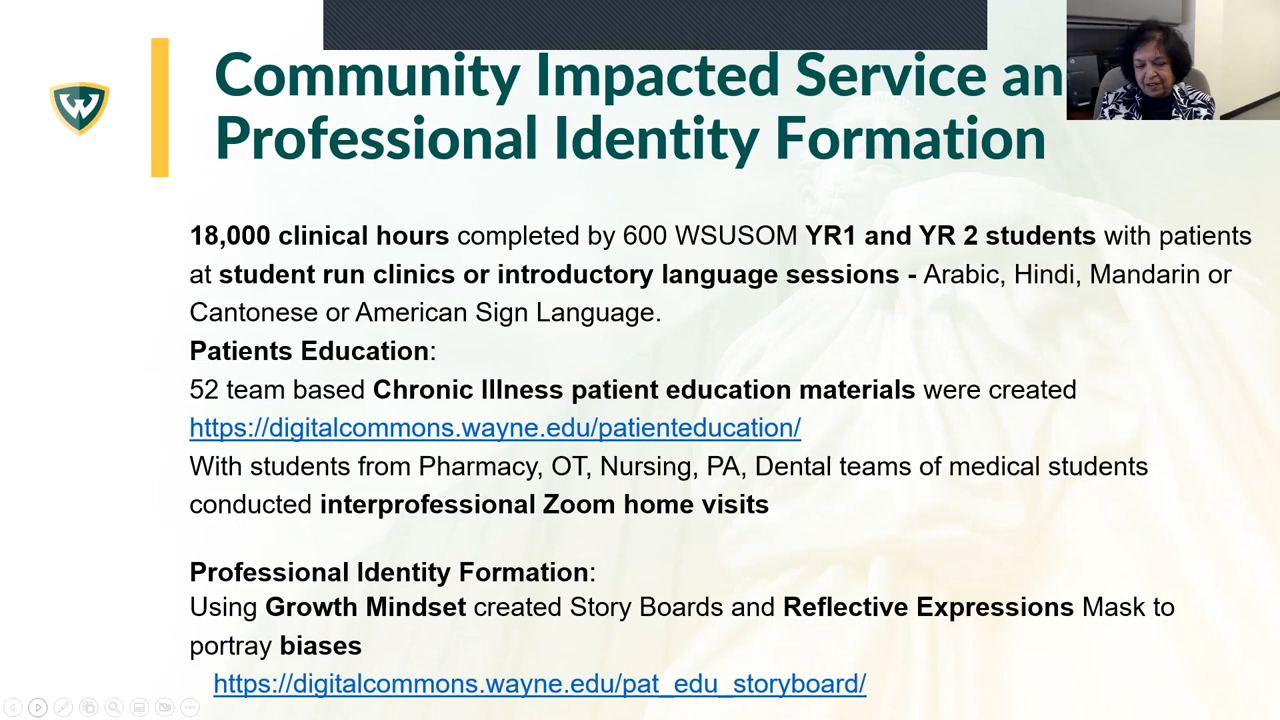 Community Impacted Service an
Professional Identity Formation
18,000 clinical hours completed by 600 WSUSOM YR1 and YR 2 students with patients
at student run clinics or introductory language sessions - Arabic, Hindi, Mandarin or
Cantonese or American Sign Language.
Patients Education:
52 team based Chronic Illness patient education materials were created
https://digitalcommons.wayne.edu/patienteducation/
With students from Pharmacy, OT, Nursing, PA, Dental teams of medical students
conducted interprofessional Zoom home visits
Professional Identity Formation:
Using Growth Mindset created Story Boards and Reflective Expressions Mask to
portray biases
https://digitalcommons.wayne.edu/pat_edu_storyboard/